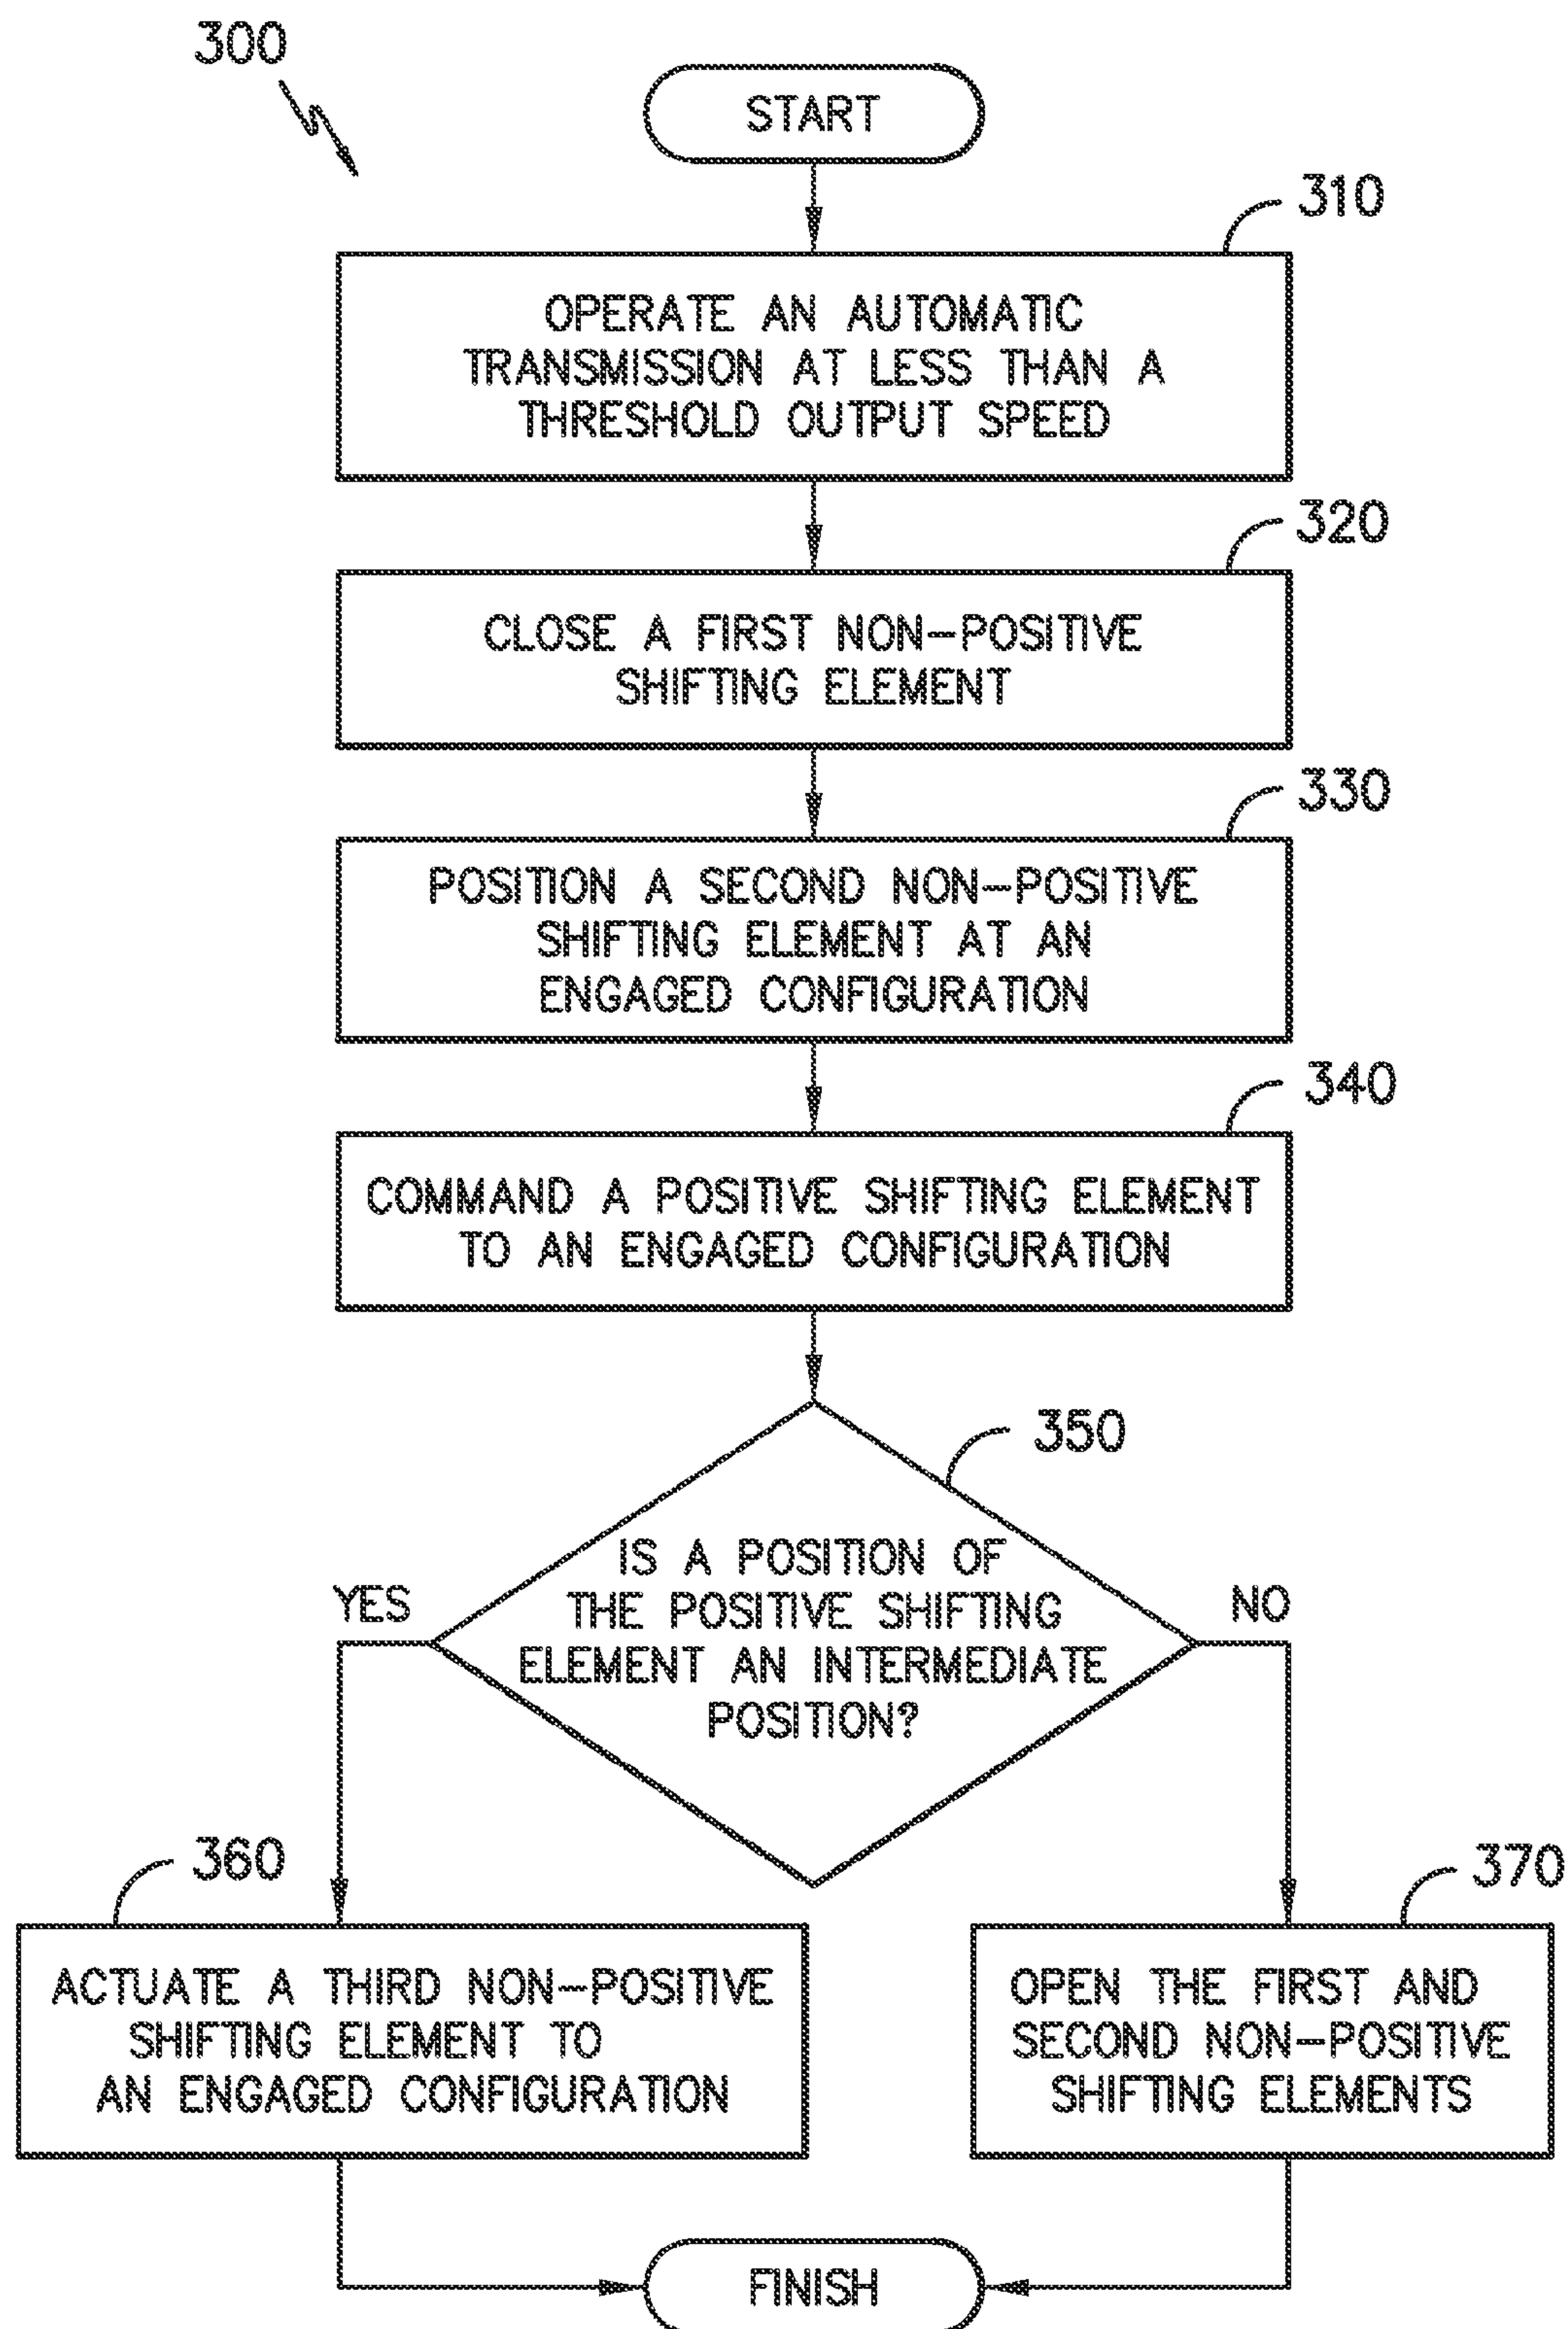 300
START
310
OPERATE AN AUTOMATIC
TRANSMISSION AT LESS THAN A
THRESHOLD OUTPUT SPEED
320
CLOSE A FIRST NON-POSITIVE
SHIFTING ELEMENT
330
POSITION A SECOND NON-POSITIVE
SHIFTING ELEMENT AT AN
ENGAGED CONFIGURATION
340
COMMAND A POSITIVE SHIFTING ELEMENT
TO AN ENGAGED CONFIGURATION
350
IS A POSITION OF
THE POSITIVE SHIFTING
ELEMENT AN INTERMEDIATE
POSITION?
YES
NO
360
ACTUATE A THIRD NON-POSITIVE
SHIFTING ELEMENT TO
AN ENGAGED CONFIGURATION
370
OPEN THE FIRST AND
SECOND NON-POSITIVE
SHIFTING ELEMENTS
FINISH